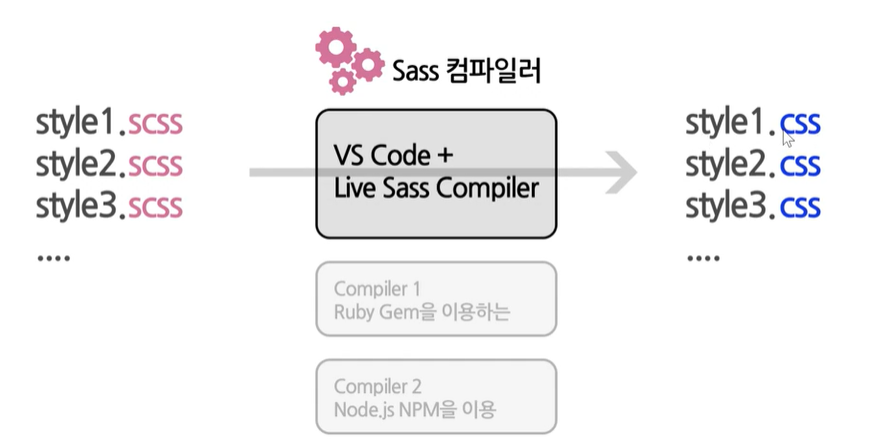 Sass 컴파일러
style1.scss
style2.scss
style3.scss
....
VS Code +
Live Sass Compiler
Compiler 1
Ruby Gem을 이용하는
Compiler 2
Node.js NPM을 이용
style1.css
style2.css
style3.css
....